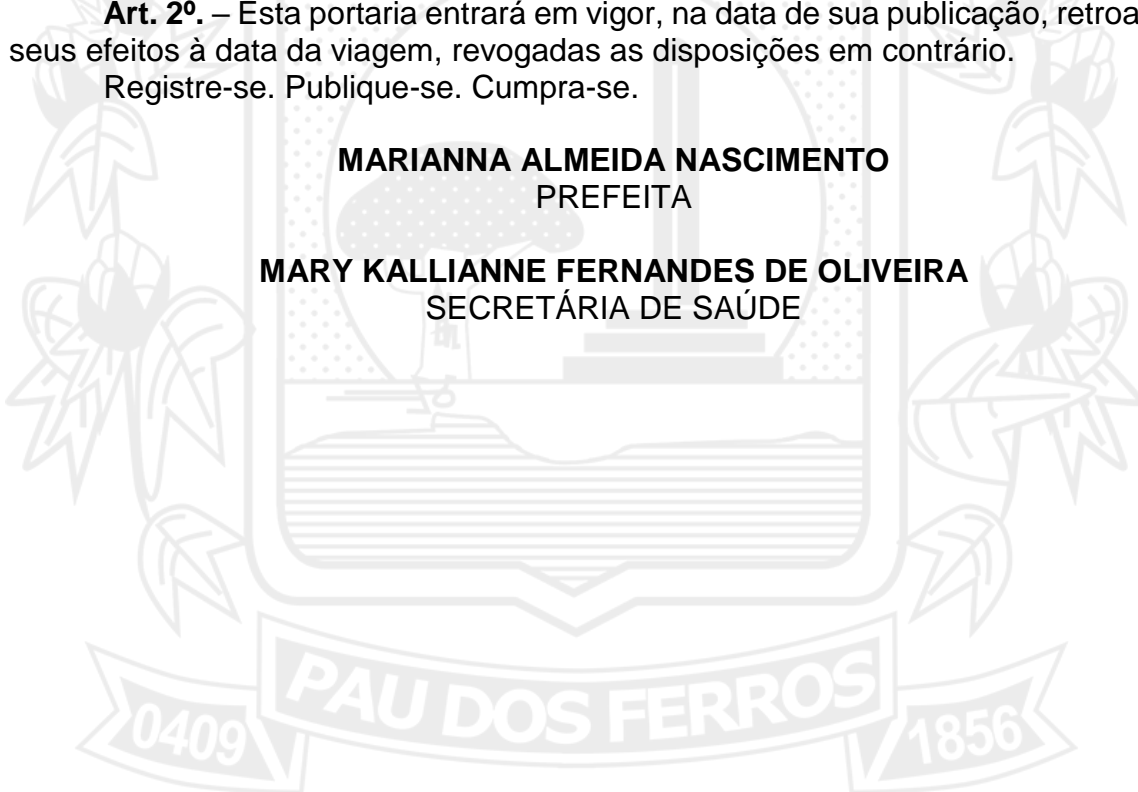 Art. 2º. – Esta portaria entrará em vigor, na data de sua publicação, retroa
seus efeitos à data da viagem, revogadas as disposições em contrário.
Registre-se. Publique-se. Cumpra-se.
MARIANNA ALMEIDA NASCIMENTO
PREFEITA
MARY KALLIANNE FERNANDES DE OLIVEIRA
SECRETÁRIA DE SAÚDE
PAU DOS FERROS
0409
1856